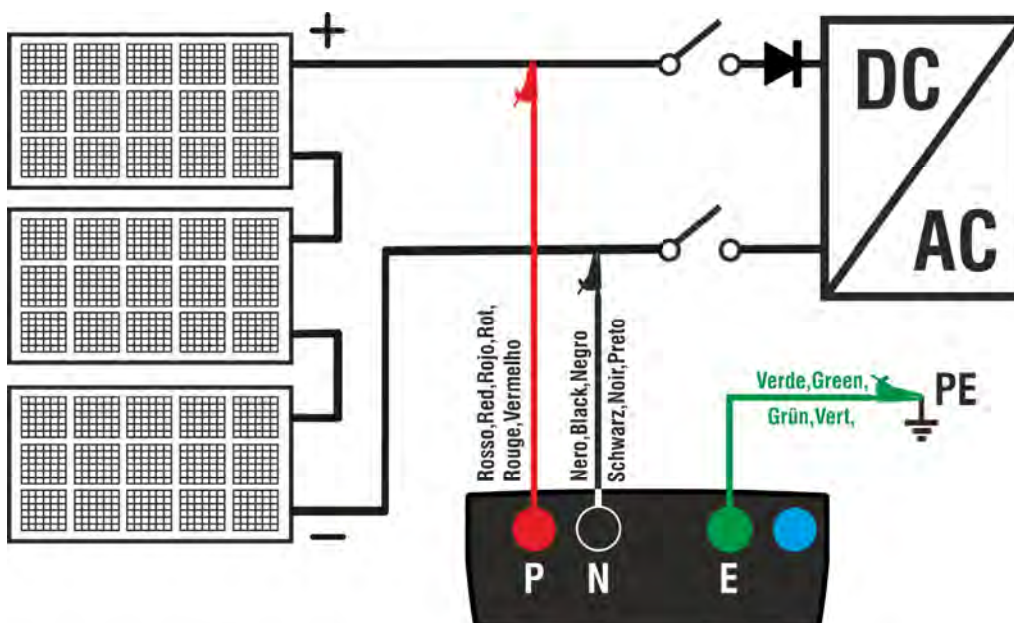 +
DC
AC
Rosso,Red,Rojo,Rot,
Rouge,Vermelho
Nero,Black,Negro
Schwarz,Noir,Preto
Verde,Green,
Grün,Vert,
PE
−
P N E